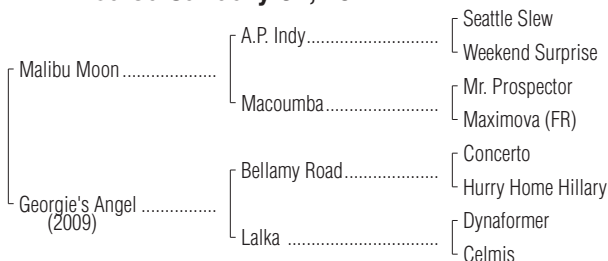 Seattle Slew
A.P. Indy
Weekend Surprise
Malibu Moon
Mr. Prospector
Macoumba
Maximova (FR)
Concerto
Bellamy Road
Hurry Home Hillary
Georgie's Angel
(2009)
Dynaformer
Lalka
Celmis